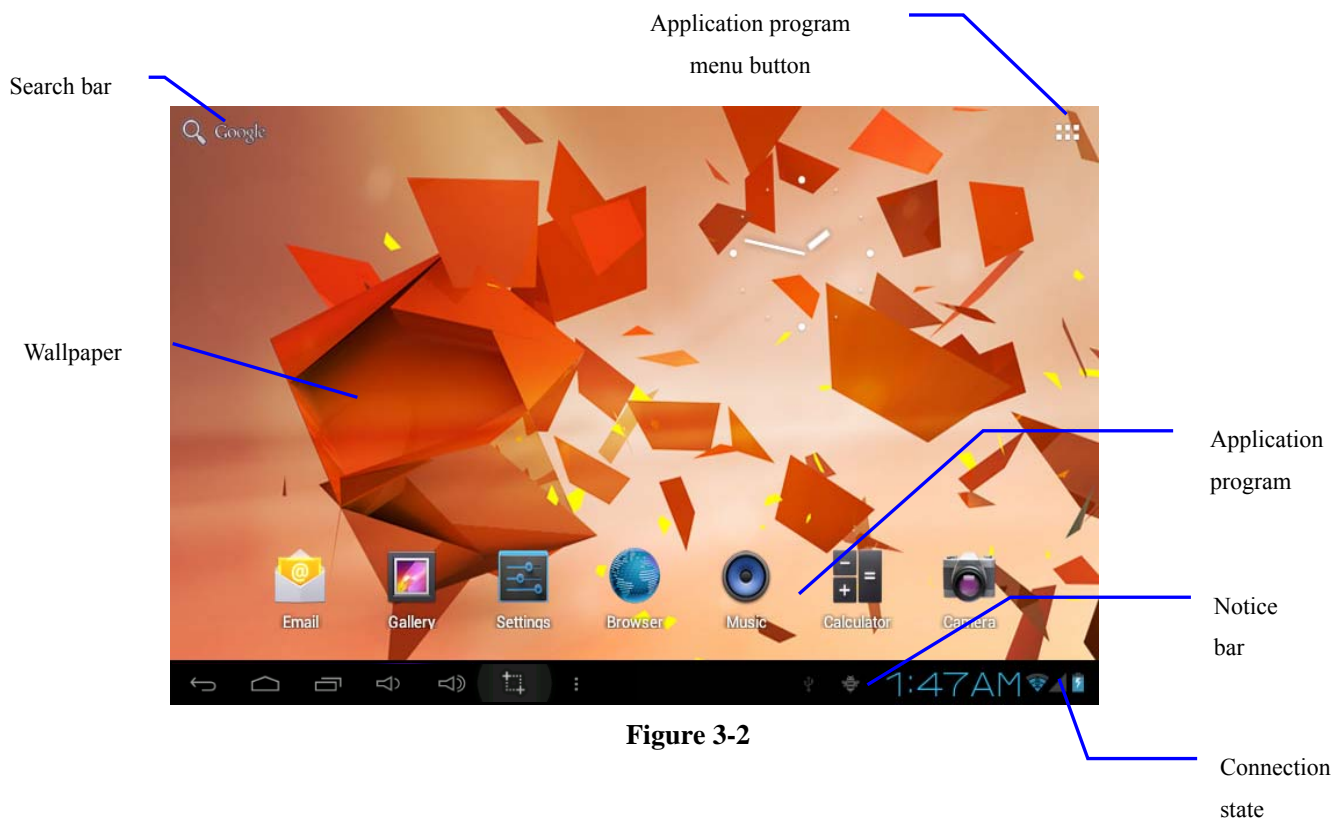 Application program
menu button
Search bar
Google
Wallpaper
Application
program
Email Gallery Settings Browser Music Calculator Camera
Notice
bar
1:47AM
Figure 3-2
Connection
state